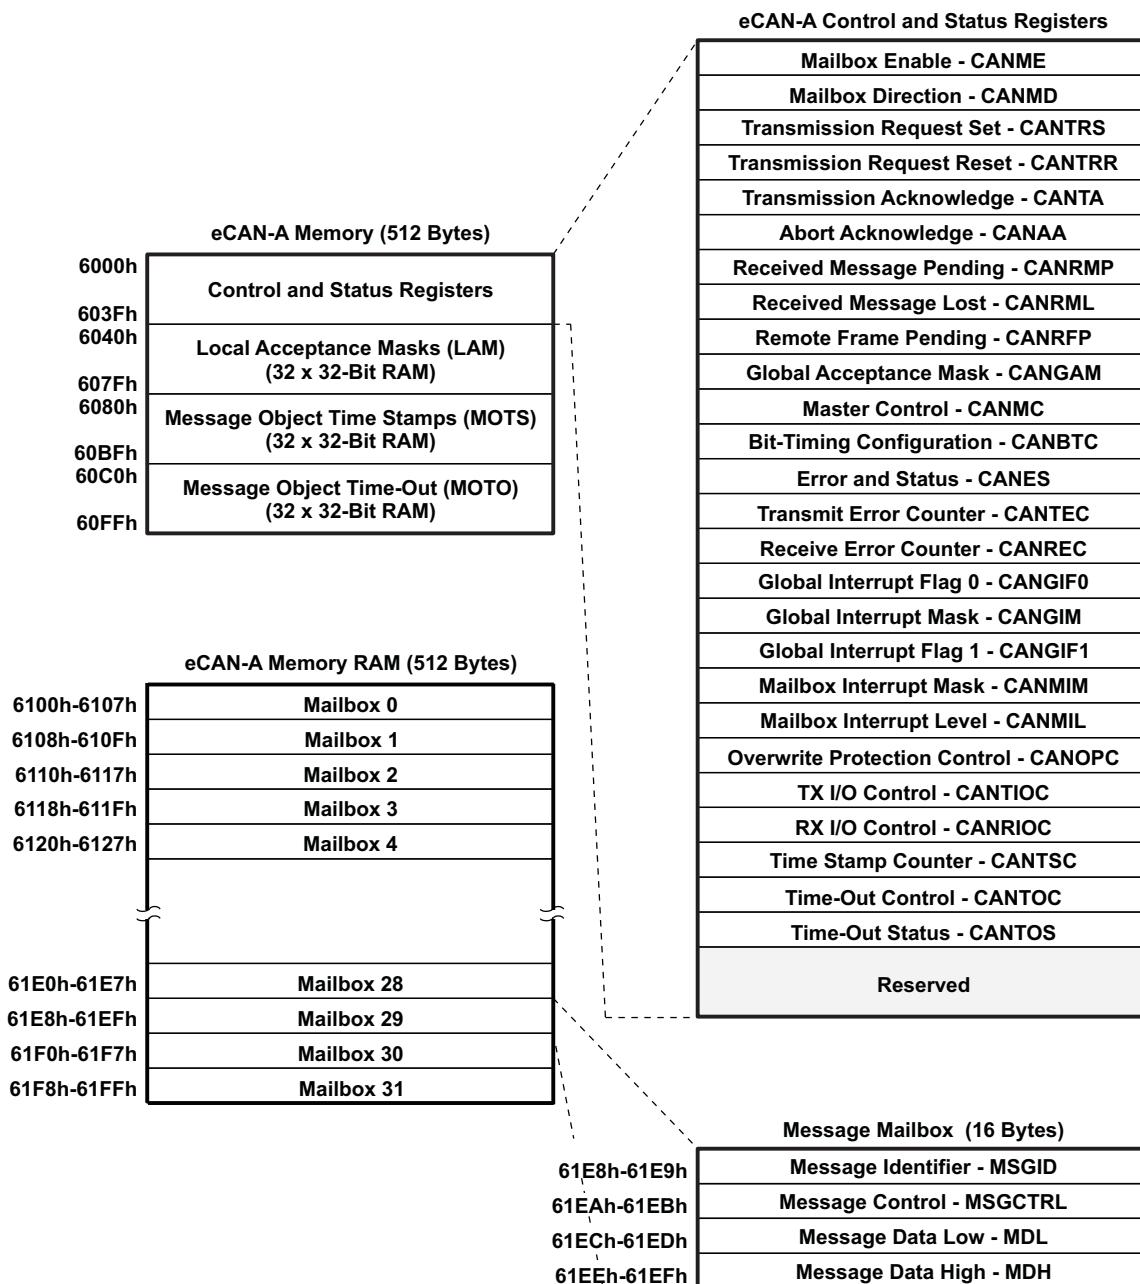 eCAN-A Control and Status Registers
Mailbox Enable - CANME
Mailbox Direction - CANMD
Transmission Request Set - CANTRS
Transmission Request Reset - CANTRR
Transmission Acknowledge - CANTA
Abort Acknowledge - CANAA
Received Message Pending - CANRMP
Received Message Lost - CANRML
Remote Frame Pending - CANRFP
Global Acceptance Mask - CANGAM
Master Control - CANMC
Bit-Timing Configuration - CANBTC
Error and Status - CANES
Transmit Error Counter - CANTEC
Receive Error Counter - CANREC
Global Interrupt Flag 0 - CANGIF0
Global Interrupt Mask - CANGIM
Global Interrupt Flag 1 - CANGIF1
Mailbox Interrupt Mask - CANMIM
Mailbox Interrupt Level - CANMIL
Overwrite Protection Control - CANOPC
TX I/O Control - CANTIOC
RX I/O Control - CANRIOC
Time Stamp Counter - CANTSC
Time-Out Control - CANTOC
Time-Out Status - CANTOS
Reserved
eCAN-A Memory (512 Bytes)
6000h
Control and Status Registers
603Fh
6040h
Local Acceptance Masks (LAM)
(32 x 32-Bit RAM)
607Fh
6080h
Message Object Time Stamps (MOTS)
(32 x 32-Bit RAM)
60BFh
60C0h
Message Object Time-Out (MOTO)
(32 x 32-Bit RAM)
60FFh
eCAN-A Memory RAM (512 Bytes)
6100h-6107h Mailbox 0
6108h-610Fh Mailbox 1
6110h-6117h Mailbox 2
6118h-611Fh Mailbox 3
6120h-6127h Mailbox 4
61E0h-61E7h Mailbox 28
61E8h-61EFh Mailbox 29
61F0h-61F7h Mailbox 30
61F8h-61FFh Mailbox 31
Message Mailbox (16 Bytes)
61E8h-61E9h Message Identifier - MSGID
61EAh-61EBh Message Control - MSGCTRL
61ECh-61EDh Message Data Low - MDL
61EEh-61EFh Message Data High - MDH